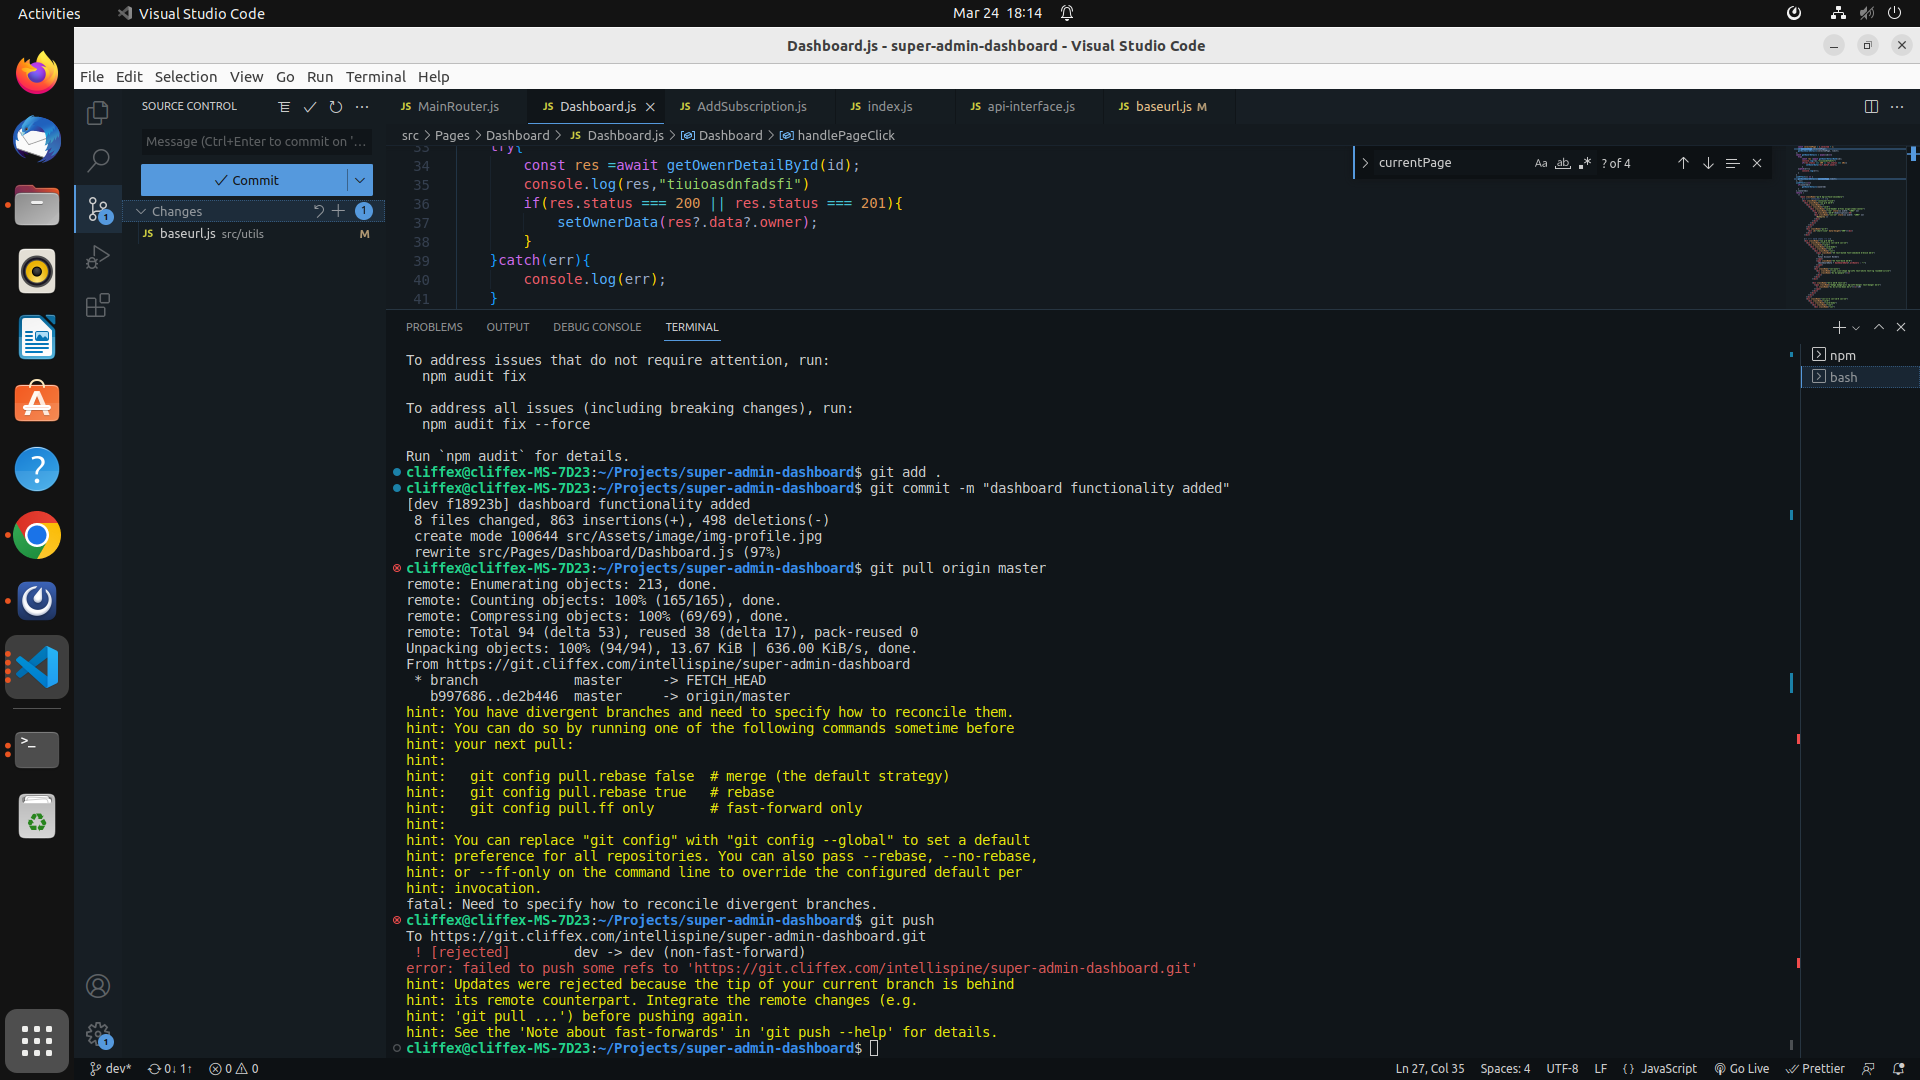 Activities
Visual Studio Code
Mar 24 18:14
Dashboard.js - super-admin-dashboard - Visual Studio Code
File Edit Selection View Go Run Terminal Help
SOURCE CONTROL
Message (Ctrl+Enter to commit on '...
Commit
Changes 1
JS baseurl.js src/utils M
JS MainRouter.js JS Dashboard.js JS AddSubscription.js JS index.js JS api-interface.js JS baseurl.js M
src > Pages > Dashboard > JS Dashboard.js > Dashboard > handlePageClick
currentPage Aa ab ? of 4
33 try{
34 const res =await getOwenrDetailById(id);
35 console.log(res,"tiuioasdnfadsfi")
36 if(res.status === 200 || res.status === 201){
37 setOwnerData(res?.data?.owner);
38 }
39 }catch(err){
40 console.log(err);
41 }
PROBLEMS OUTPUT DEBUG CONSOLE TERMINAL
npm
bash
To address issues that do not require attention, run:
npm audit fix
To address all issues (including breaking changes), run:
npm audit fix --force
Run `npm audit` for details.
cliffex@cliffex-MS-7D23:~/Projects/super-admin-dashboard$ git add .
cliffex@cliffex-MS-7D23:~/Projects/super-admin-dashboard$ git commit -m "dashboard functionality added"
[dev f18923b] dashboard functionality added
8 files changed, 863 insertions(+), 498 deletions(-)
create mode 100644 src/Assets/image/img-profile.jpg
rewrite src/Pages/Dashboard/Dashboard.js (97%)
cliffex@cliffex-MS-7D23:~/Projects/super-admin-dashboard$ git pull origin master
remote: Enumerating objects: 213, done.
remote: Counting objects: 100% (165/165), done.
remote: Compressing objects: 100% (69/69), done.
remote: Total 94 (delta 53), reused 38 (delta 17), pack-reused 0
Unpacking objects: 100% (94/94), 13.67 KiB | 636.00 KiB/s, done.
From https://git.cliffex.com/intellispine/super-admin-dashboard
* branch master -> FETCH_HEAD
b997686..de2b446 master -> origin/master
hint: You have divergent branches and need to specify how to reconcile them.
hint: You can do so by running one of the following commands sometime before
hint: your next pull:
hint:
hint: git config pull.rebase false # merge (the default strategy)
hint: git config pull.rebase true # rebase
hint: git config pull.ff only # fast-forward only
hint:
hint: You can replace "git config" with "git config --global" to set a default
hint: preference for all repositories. You can also pass --rebase, --no-rebase,
hint: or --ff-only on the command line to override the configured default per
hint: invocation.
fatal: Need to specify how to reconcile divergent branches.
cliffex@cliffex-MS-7D23:~/Projects/super-admin-dashboard$ git push
To https://git.cliffex.com/intellispine/super-admin-dashboard.git
! [rejected] dev -> dev (non-fast-forward)
error: failed to push some refs to 'https://git.cliffex.com/intellispine/super-admin-dashboard.git'
hint: Updates were rejected because the tip of your current branch is behind
hint: its remote counterpart. Integrate the remote changes (e.g.
hint: 'git pull ...') before pushing again.
hint: See the 'Note about fast-forwards' in 'git push --help' for details.
cliffex@cliffex-MS-7D23:~/Projects/super-admin-dashboard$
dev* 0↓ 1↑ 0 0
Ln 27, Col 35 Spaces: 4 UTF-8 LF {} JavaScript Go Live Prettier